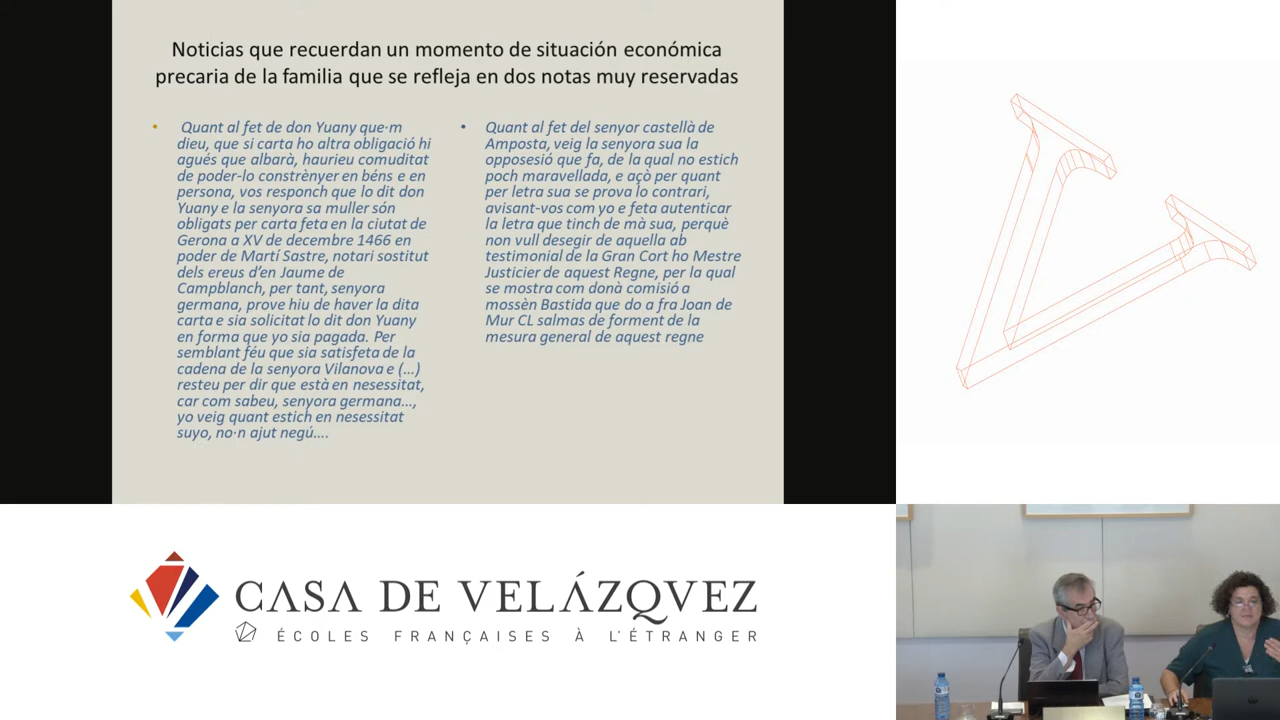 Noticias que recuerdan un momento de situación económica
precaria de la familia que se refleja en dos notas muy reservadas
• Quant al fet de don Yuany que·m
dieu, que si carta ho altra obligació hi
agués que albarà, haurieu comuditat
de poder-lo constrènyer en béns e en
persona, vos responch que lo dit don
Yuany e la senyora sa muller són
obligats per carta feta en la ciutat de
Gerona a XV de decembre 1466 en
poder de Martí Sastre, notari sostitut
dels ereus d'en Jaume de
Campblanch, per tant, senyora
germana, prove hiu de haver la dita
carta e sia solicitat lo dit don Yuany
en forma que yo sia pagada. Per
semblant féu que sia satisfeta de la
cadena de la senyora Vilanova e (...)
resteu per dir que està en nesessitat,
car com sabeu, senyora germana...,
yo veig quant estich en nesessitat
suyo, no·n ajut negú....
• Quant al fet del senyor castellà de
Amposta, veig la senyora sua la
opposesió que fa, de la qual no estich
poch maravellada, e açò per quant
per letra sua se prova lo contrari,
avisant-vos com yo e feta autenticar
la letra que tinch de mà sua, perquè
non vull desegir de aquella ab
testimonial de la Gran Cort ho Mestre
Justicier de aquest Regne, per la qual
se mostra com donà comisió a
mossèn Bastida que do a fra Joan de
Mur CL salmas de forment de la
mesura general de aquest regne
CASA DE VELÁZQVEZ
ÉCOLES FRANÇAISES À L'ÉTRANGER